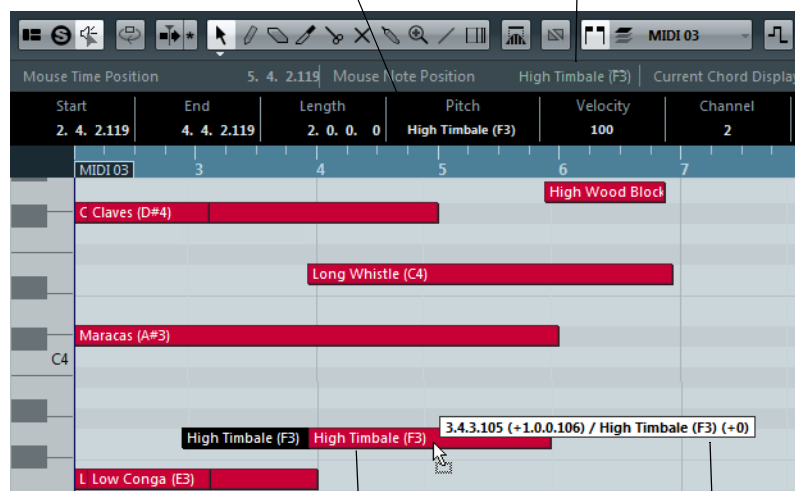 S * MIDI 03
Mouse Time Position 5. 4. 2.119 Mouse Note Position High Timbale (F3) Current Chord Display
Start End Length Pitch Velocity Channel
2. 4. 2.119 4. 4. 2.119 2. 0. 0. 0 High Timbale (F3) 100 2
MIDI 03 3 4 5 6 7
High Wood Block
C Claves (D#4)
Long Whistle (C4)
Maracas (A#3)
C4
3.4.3.105 (+1.0.0.106) / High Timbale (F3) (+0)
High Timbale (F3) High Timbale (F3)
L Low Conga (E3)